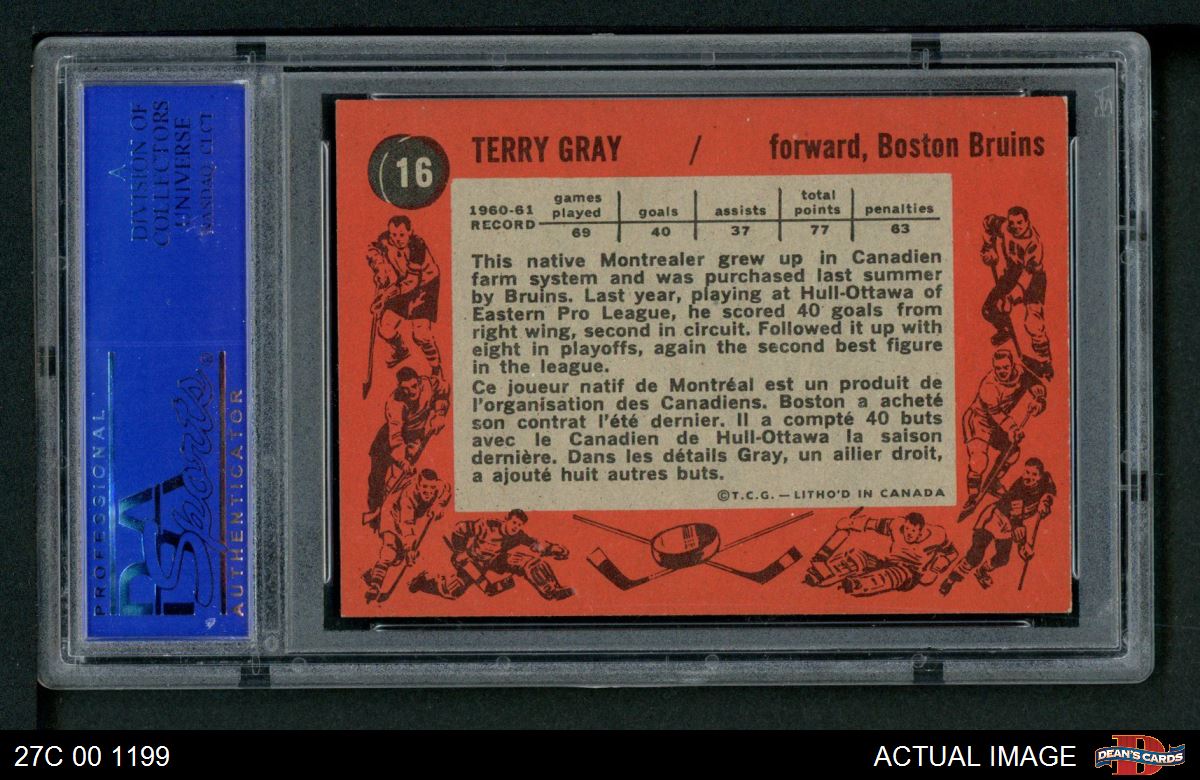 A
DIVISION OF
COLLECTORS
UNIVERSE
NASDAQ, CLCT
PROFESSIONAL
PSA
Sports
®
AUTHENTICATOR
16
TERRY GRAY / forward, Boston Bruins
1960-61 RECORD
games played goals assists total points penalties
69 40 37 77 63
This native Montrealer grew up in Canadien
farm system and was purchased last summer
by Bruins. Last year, playing at Hull-Ottawa of
Eastern Pro League, he scored 40 goals from
right wing, second in circuit. Followed it up with
eight in playoffs, again the second best figure
in the league.
Ce joueur natif de Montréal est un produit de
l'organisation des Canadiens. Boston a acheté
son contrat l'été dernier. Il a compté 40 buts
avec le Canadien de Hull-Ottawa la saison
dernière. Dans les détails Gray, un ailier droit,
a ajouté huit autres buts.
©T.C.G. — LITHO'D IN CANADA
27C 00 1199
ACTUAL IMAGE
D
DEAN'S CARDS